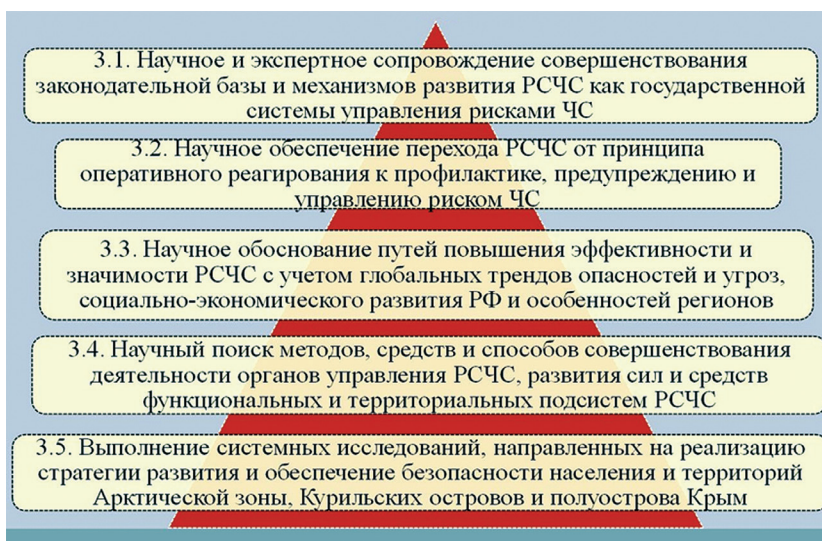 3.1. Научное и экспертное сопровождение совершенствования
законодательной базы и механизмов развития РСЧС как государственной
системы управления рисками ЧС
3.2. Научное обеспечение перехода РСЧС от принципа
оперативного реагирования к профилактике, предупреждению и
управлению риском ЧС
3.3. Научное обоснование путей повышения эффективности и
значимости РСЧС с учетом глобальных трендов опасностей и угроз,
социально-экономического развития РФ и особенностей регионов
3.4. Научный поиск методов, средств и способов совершенствования
деятельности органов управления РСЧС, развития сил и средств
функциональных и территориальных подсистем РСЧС
3.5. Выполнение системных исследований, направленных на реализацию
стратегии развития и обеспечение безопасности населения и территорий
Арктической зоны, Курильских островов и полуострова Крым